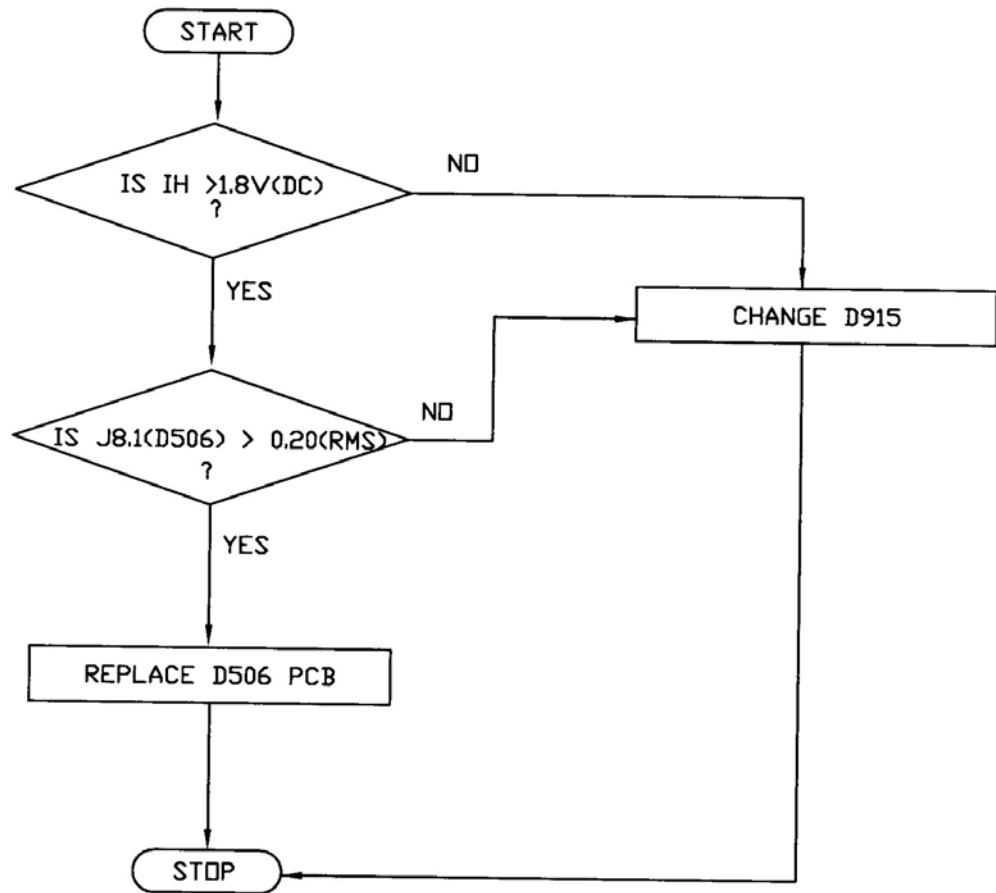 START
IS IH >1.8V(DC)
?
NO
YES
CHANGE D915
IS J8.1(D506) > 0.20(RMS)
?
NO
YES
REPLACE D506 PCB
STOP